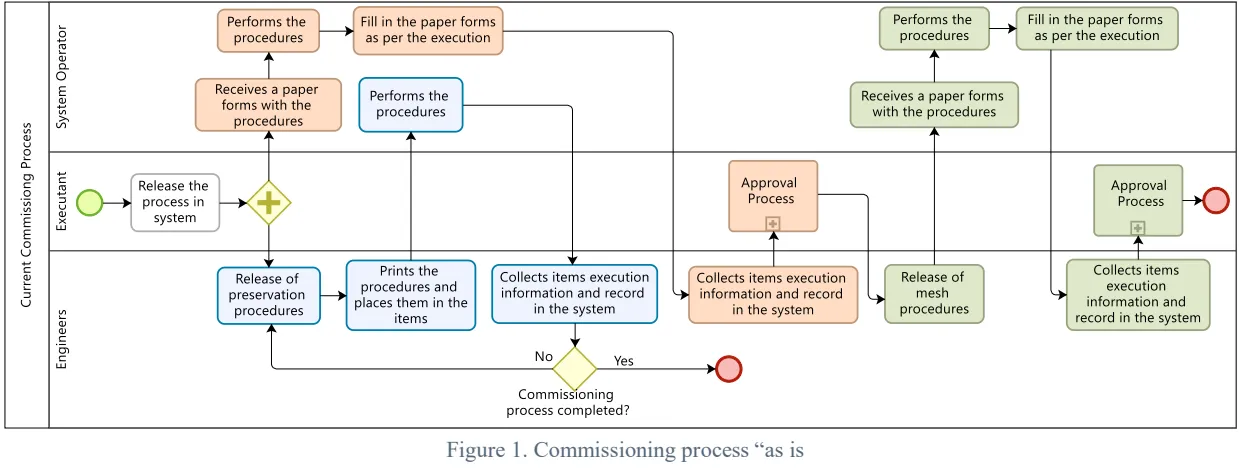 Current Commissiong Process
System Operator
Performs the
procedures
Fill in the paper forms
as per the execution
Receives a paper
forms with the
procedures
Performs the
procedures
Performs the
procedures
Fill in the paper forms
as per the execution
Receives a paper forms
with the procedures
Executant
Release the
process in
system
Approval
Process
Approval
Process
Engineers
Release of
preservation
procedures
Prints the
procedures and
places them in the
items
Collects items execution
information and record
in the system
Collects items execution
information and record
in the system
Release of
mesh
procedures
Collects items
execution
information and
record in the system
No
Yes
Commissioning
process completed?
Figure 1. Commissioning process “as is